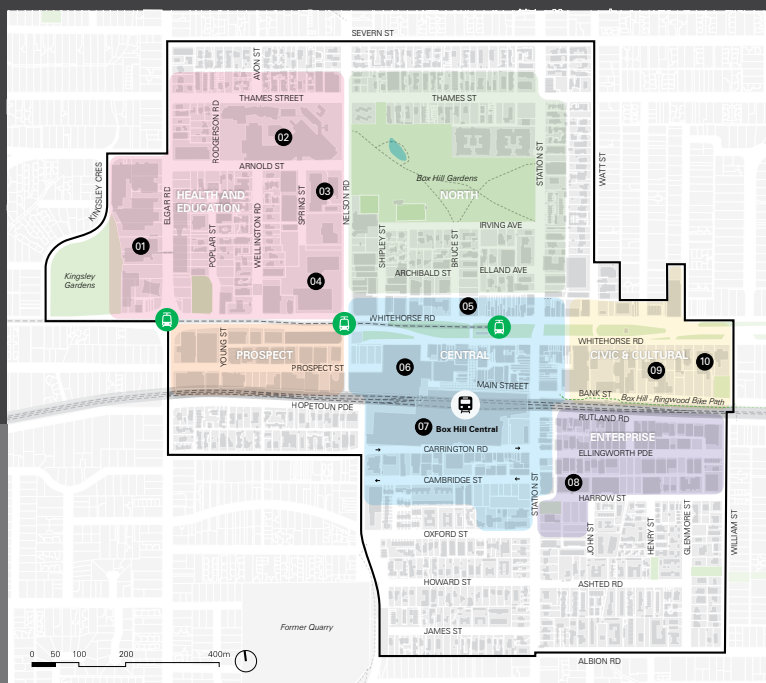 SEVERN ST
AVON ST
THAMES STREET
THAMES ST
RODGERSON RD
02
ARNOLD ST
STATION ST
WATT ST
Box Hill Gardens
KINGSLEY CRES
ELGAR RD
HEALTH AND
EDUCATION
SPRING ST
03
NELSON RD
NORTH
01
POPLAR ST
WELLINGTON RD
SHIPLEY ST
BRUCE ST
IRVING AVE
Kingsley
Gardens
04
ARCHIBALD ST
ELLAND AVE
05
WHITEHORSE RD
YOUNG ST
PROSPECT
PROSPECT ST
06
CENTRAL
WHITEHORSE RD
CIVIC & CULTURAL
09
10
MAIN STREET
BANK ST
Box Hill - Ringwood Bike Path
HOPETOUN PDE
07
Box Hill Central
RUTLAND RD
ENTERPRISE
CARRINGTON RD
ELLINGWORTH PDE
CAMBRIDGE ST
STATION ST
08
HARROW ST
OXFORD ST
JOHN ST
HENRY ST
GLENMORE ST
WILLIAM ST
HOWARD ST
ASHTED RD
Former Quarry
JAMES ST
ALBION RD
0 50 100 200 400m